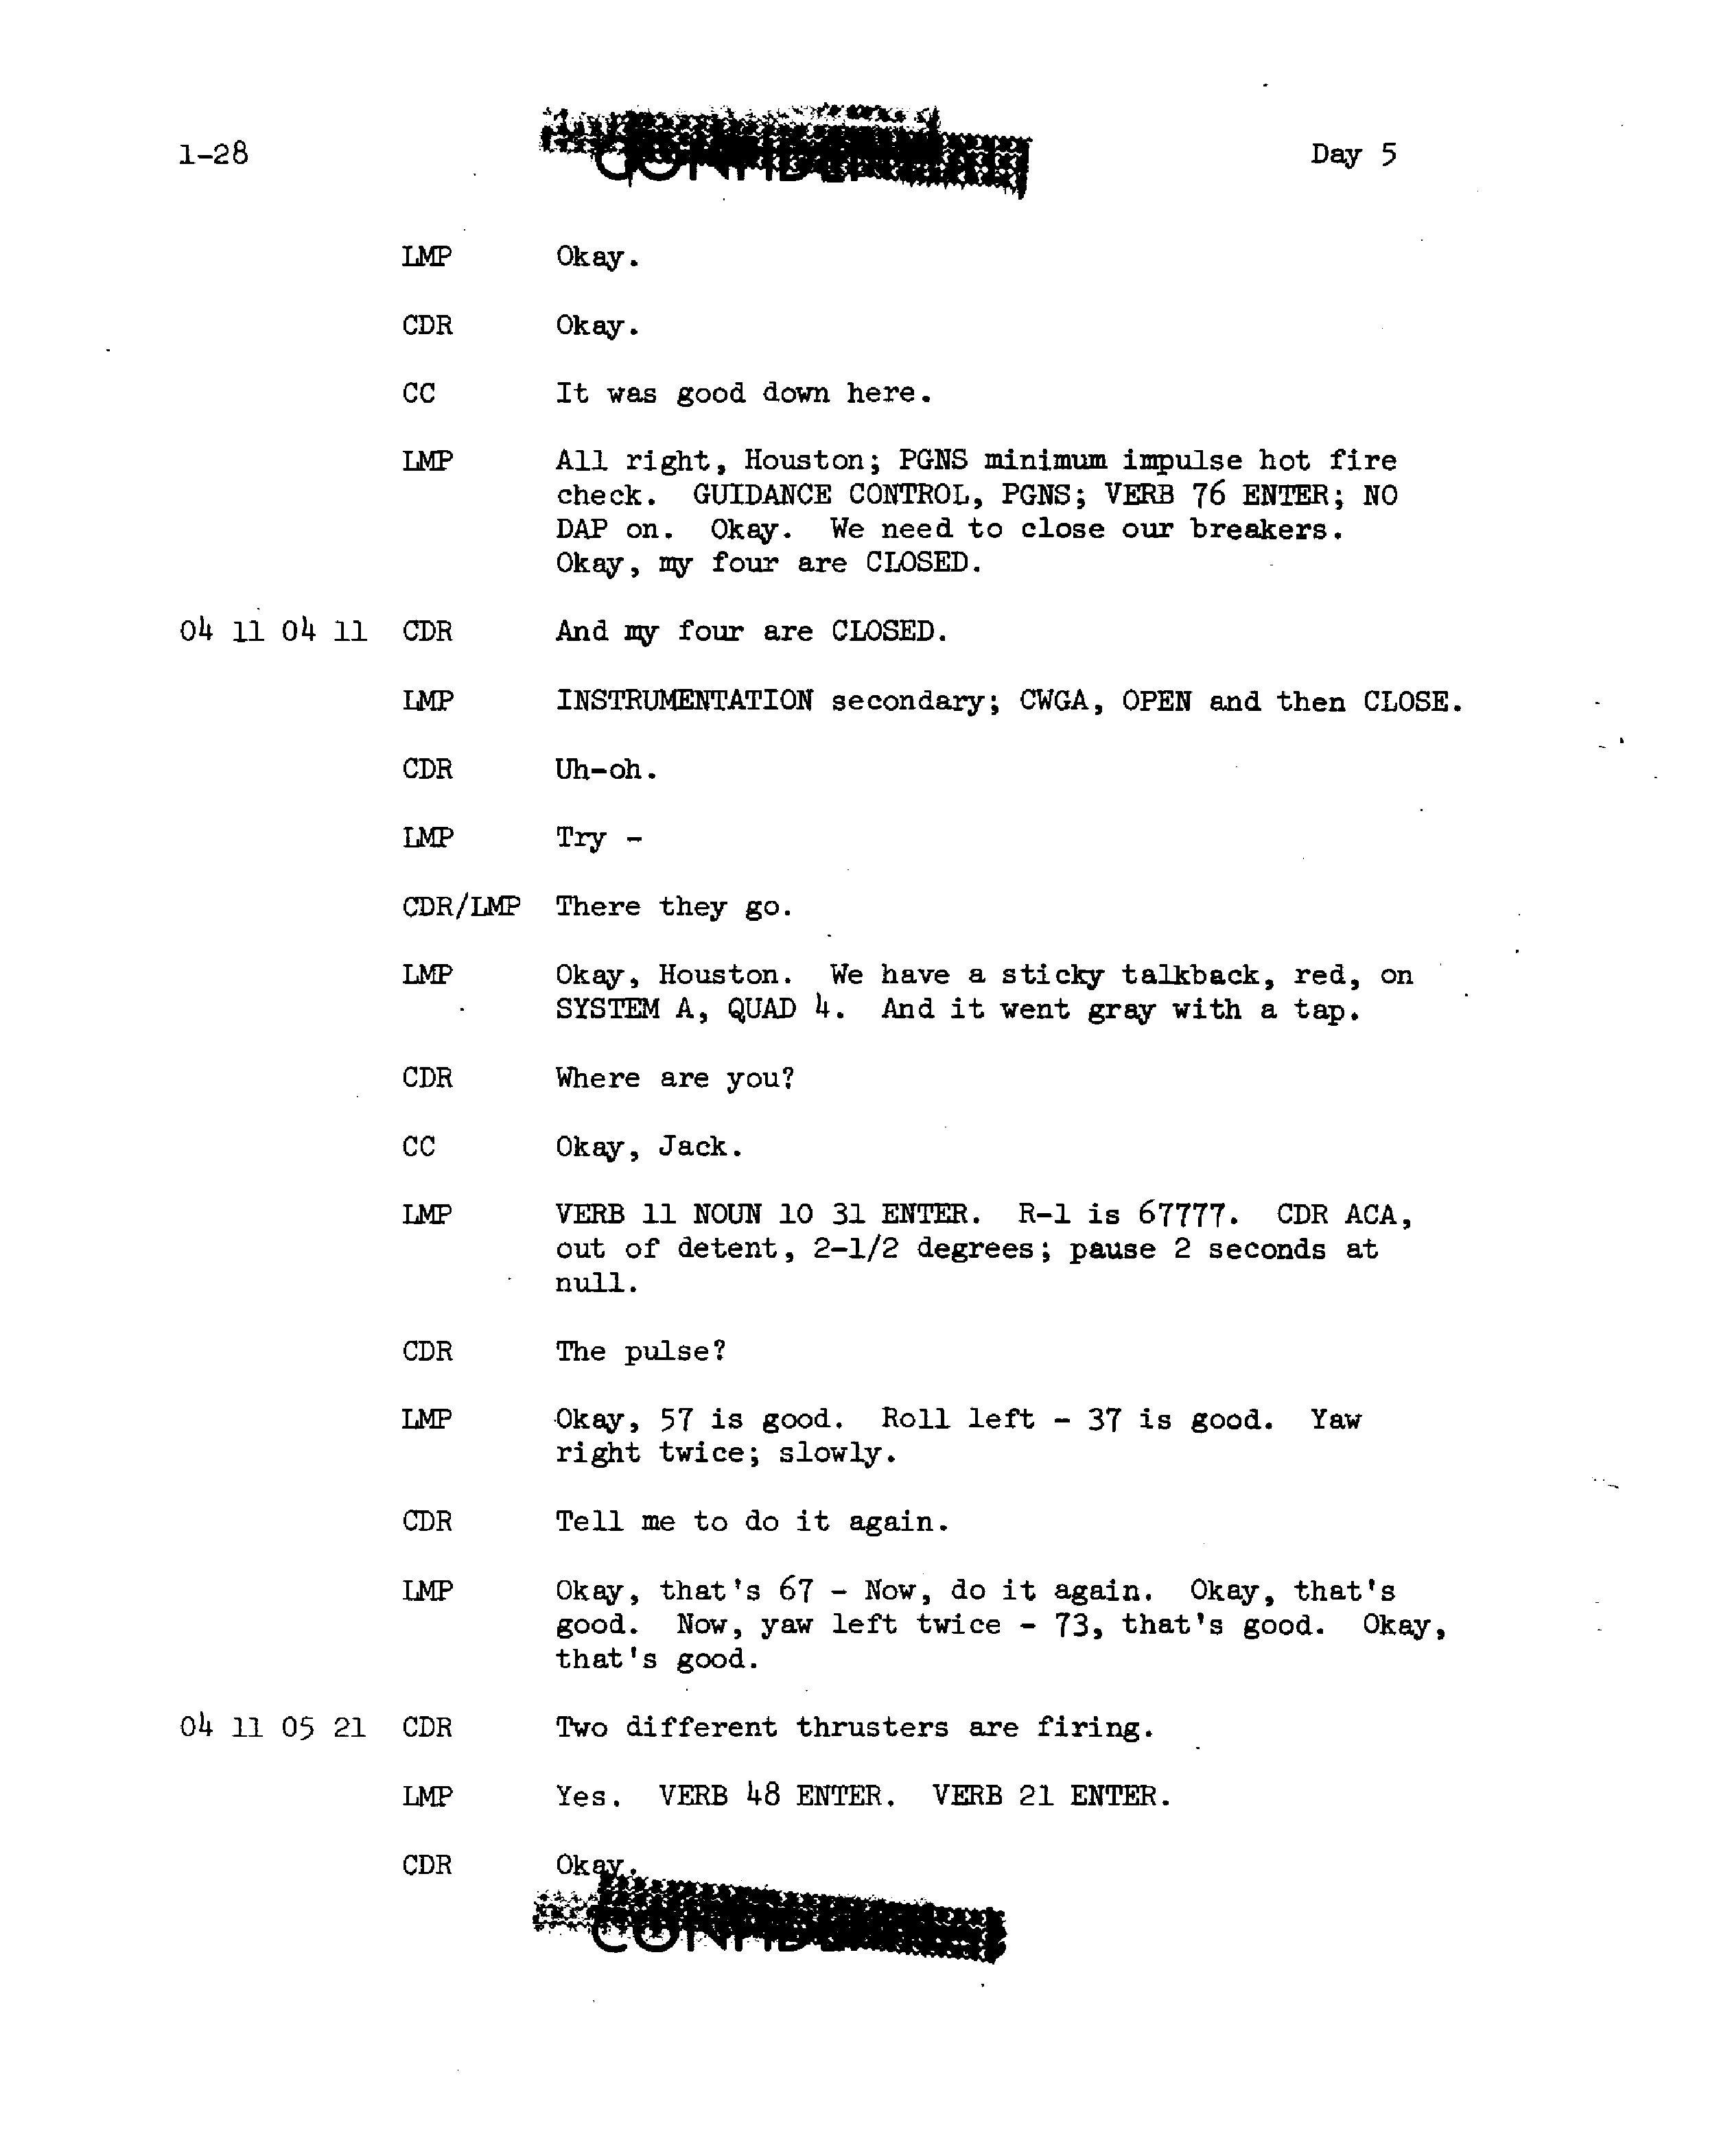 1-28 CONFIDENTIAL Day 5
LMP Okay.
CDR Okay.
CC It was good down here.
LMP All right, Houston; PGNS minimum impulse hot fire
check. GUIDANCE CONTROL, PGNS; VERB 76 ENTER; NO
DAP on. Okay. We need to close our breakers.
Okay, my four are CLOSED.
04 11 04 11 CDR And my four are CLOSED.
LMP INSTRUMENTATION secondary; CWGA, OPEN and then CLOSE.
CDR Uh-oh.
LMP Try -
CDR/LMP There they go.
LMP Okay, Houston. We have a sticky talkback, red, on
SYSTEM A, QUAD 4. And it went gray with a tap.
CDR Where are you?
CC Okay, Jack.
LMP VERB 11 NOUN 10 31 ENTER. R-1 is 67777. CDR ACA,
out of detent, 2-1/2 degrees; pause 2 seconds at
null.
CDR The pulse?
LMP Okay, 57 is good. Roll left - 37 is good. Yaw
right twice; slowly.
CDR Tell me to do it again.
LMP Okay, that's 67 - Now, do it again. Okay, that's
good. Now, yaw left twice - 73, that's good. Okay,
that's good.
04 11 05 21 CDR Two different thrusters are firing.
LMP Yes. VERB 48 ENTER. VERB 21 ENTER.
CDR Okay.
CONFIDENTIAL